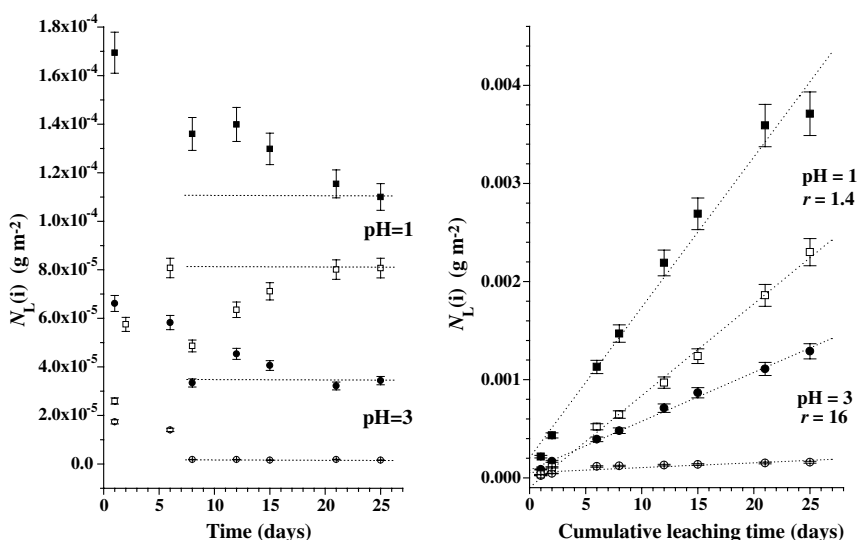 1.8x10⁻⁴
1.6x10⁻⁴
1.4x10⁻⁴
1.2x10⁻⁴
1.0x10⁻⁴
8.0x10⁻⁵
6.0x10⁻⁵
4.0x10⁻⁵
2.0x10⁻⁵
0.0
N_L(i) (g m⁻²)
pH=1
pH=3
0 5 10 15 20 25
Time (days)
0.004
0.003
0.002
0.001
0.000
N_L(i) (g m⁻²)
pH = 1
r = 1.4
pH = 3
r = 16
0 5 10 15 20 25
Cumulative leaching time (days)